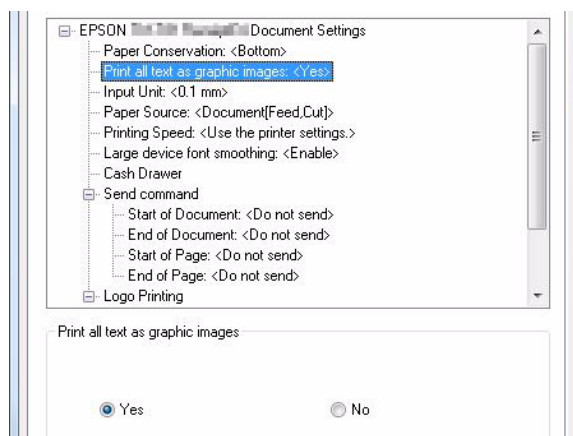 EPSON Document Settings
Paper Conservation: <Bottom>
Print all text as graphic images: <Yes>
Input Unit: <0.1 mm>
Paper Source: <Document[Feed,Cut]>
Printing Speed: <Use the printer settings.>
Large device font smoothing: <Enable>
Cash Drawer
Send command
Start of Document: <Do not send>
End of Document: <Do not send>
Start of Page: <Do not send>
End of Page: <Do not send>
Logo Printing
Print all text as graphic images
Yes No